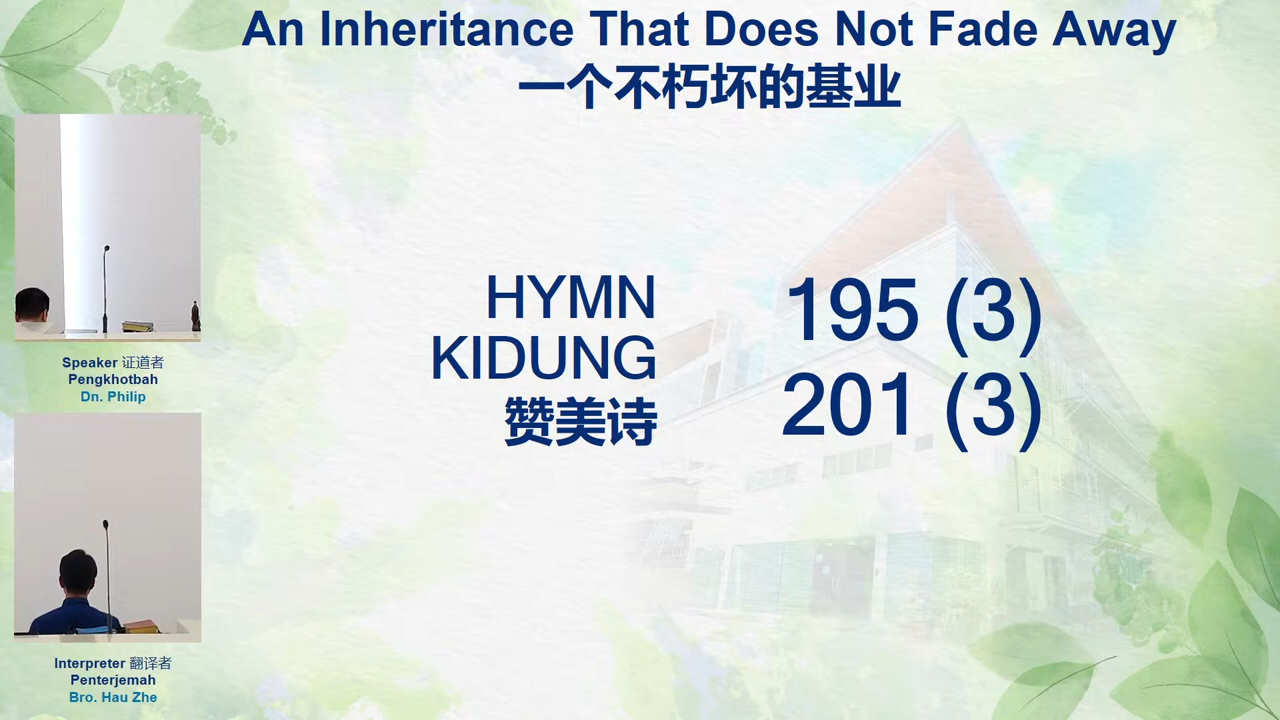 An Inheritance That Does Not Fade Away
一个不朽坏的基业
HYMN
KIDUNG
赞美诗
195 (3)
201 (3)
Speaker 证道者
Pengkhotbah
Dn. Philip
Interpreter 翻译者
Penterjemah
Bro. Hau Zhe